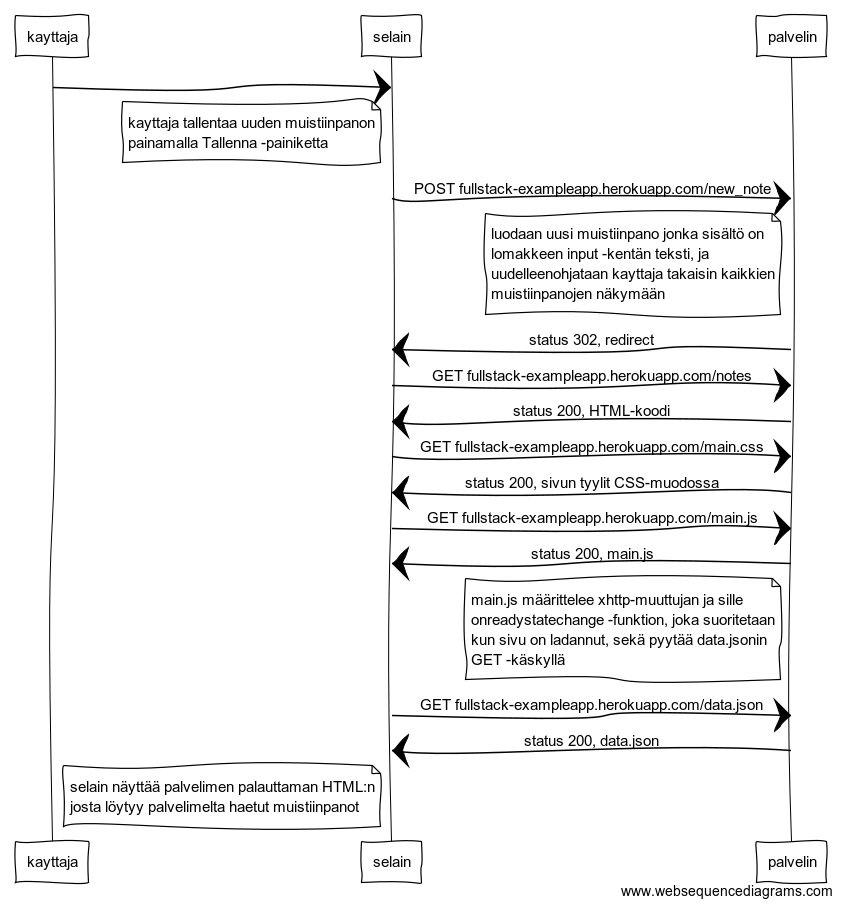 kayttaja
selain
palvelin
kayttaja tallentaa uuden muistiinpanon
painamalla Tallenna -painiketta
POST fullstack-exampleapp.herokuapp.com/new_note
luodaan uusi muistiinpano jonka sisältö on
lomakkeen input -kentän teksti, ja
uudelleenohjataan kayttaja takaisin kaikkien
muistiinpanojen näkymään
status 302, redirect
GET fullstack-exampleapp.herokuapp.com/notes
status 200, HTML-koodi
GET fullstack-exampleapp.herokuapp.com/main.css
status 200, sivun tyylit CSS-muodossa
GET fullstack-exampleapp.herokuapp.com/main.js
status 200, main.js
main.js määrittelee xhttp-muuttujan ja sille
onreadystatechange -funktion, joka suoritetaan
kun sivu on ladannut, sekä pyytää data.jsonin
GET -käskyllä
GET fullstack-exampleapp.herokuapp.com/data.json
status 200, data.json
selain näyttää palvelimen palauttaman HTML:n
josta löytyy palvelimelta haetut muistiinpanot
kayttaja
selain
palvelin
www.websequencediagrams.com